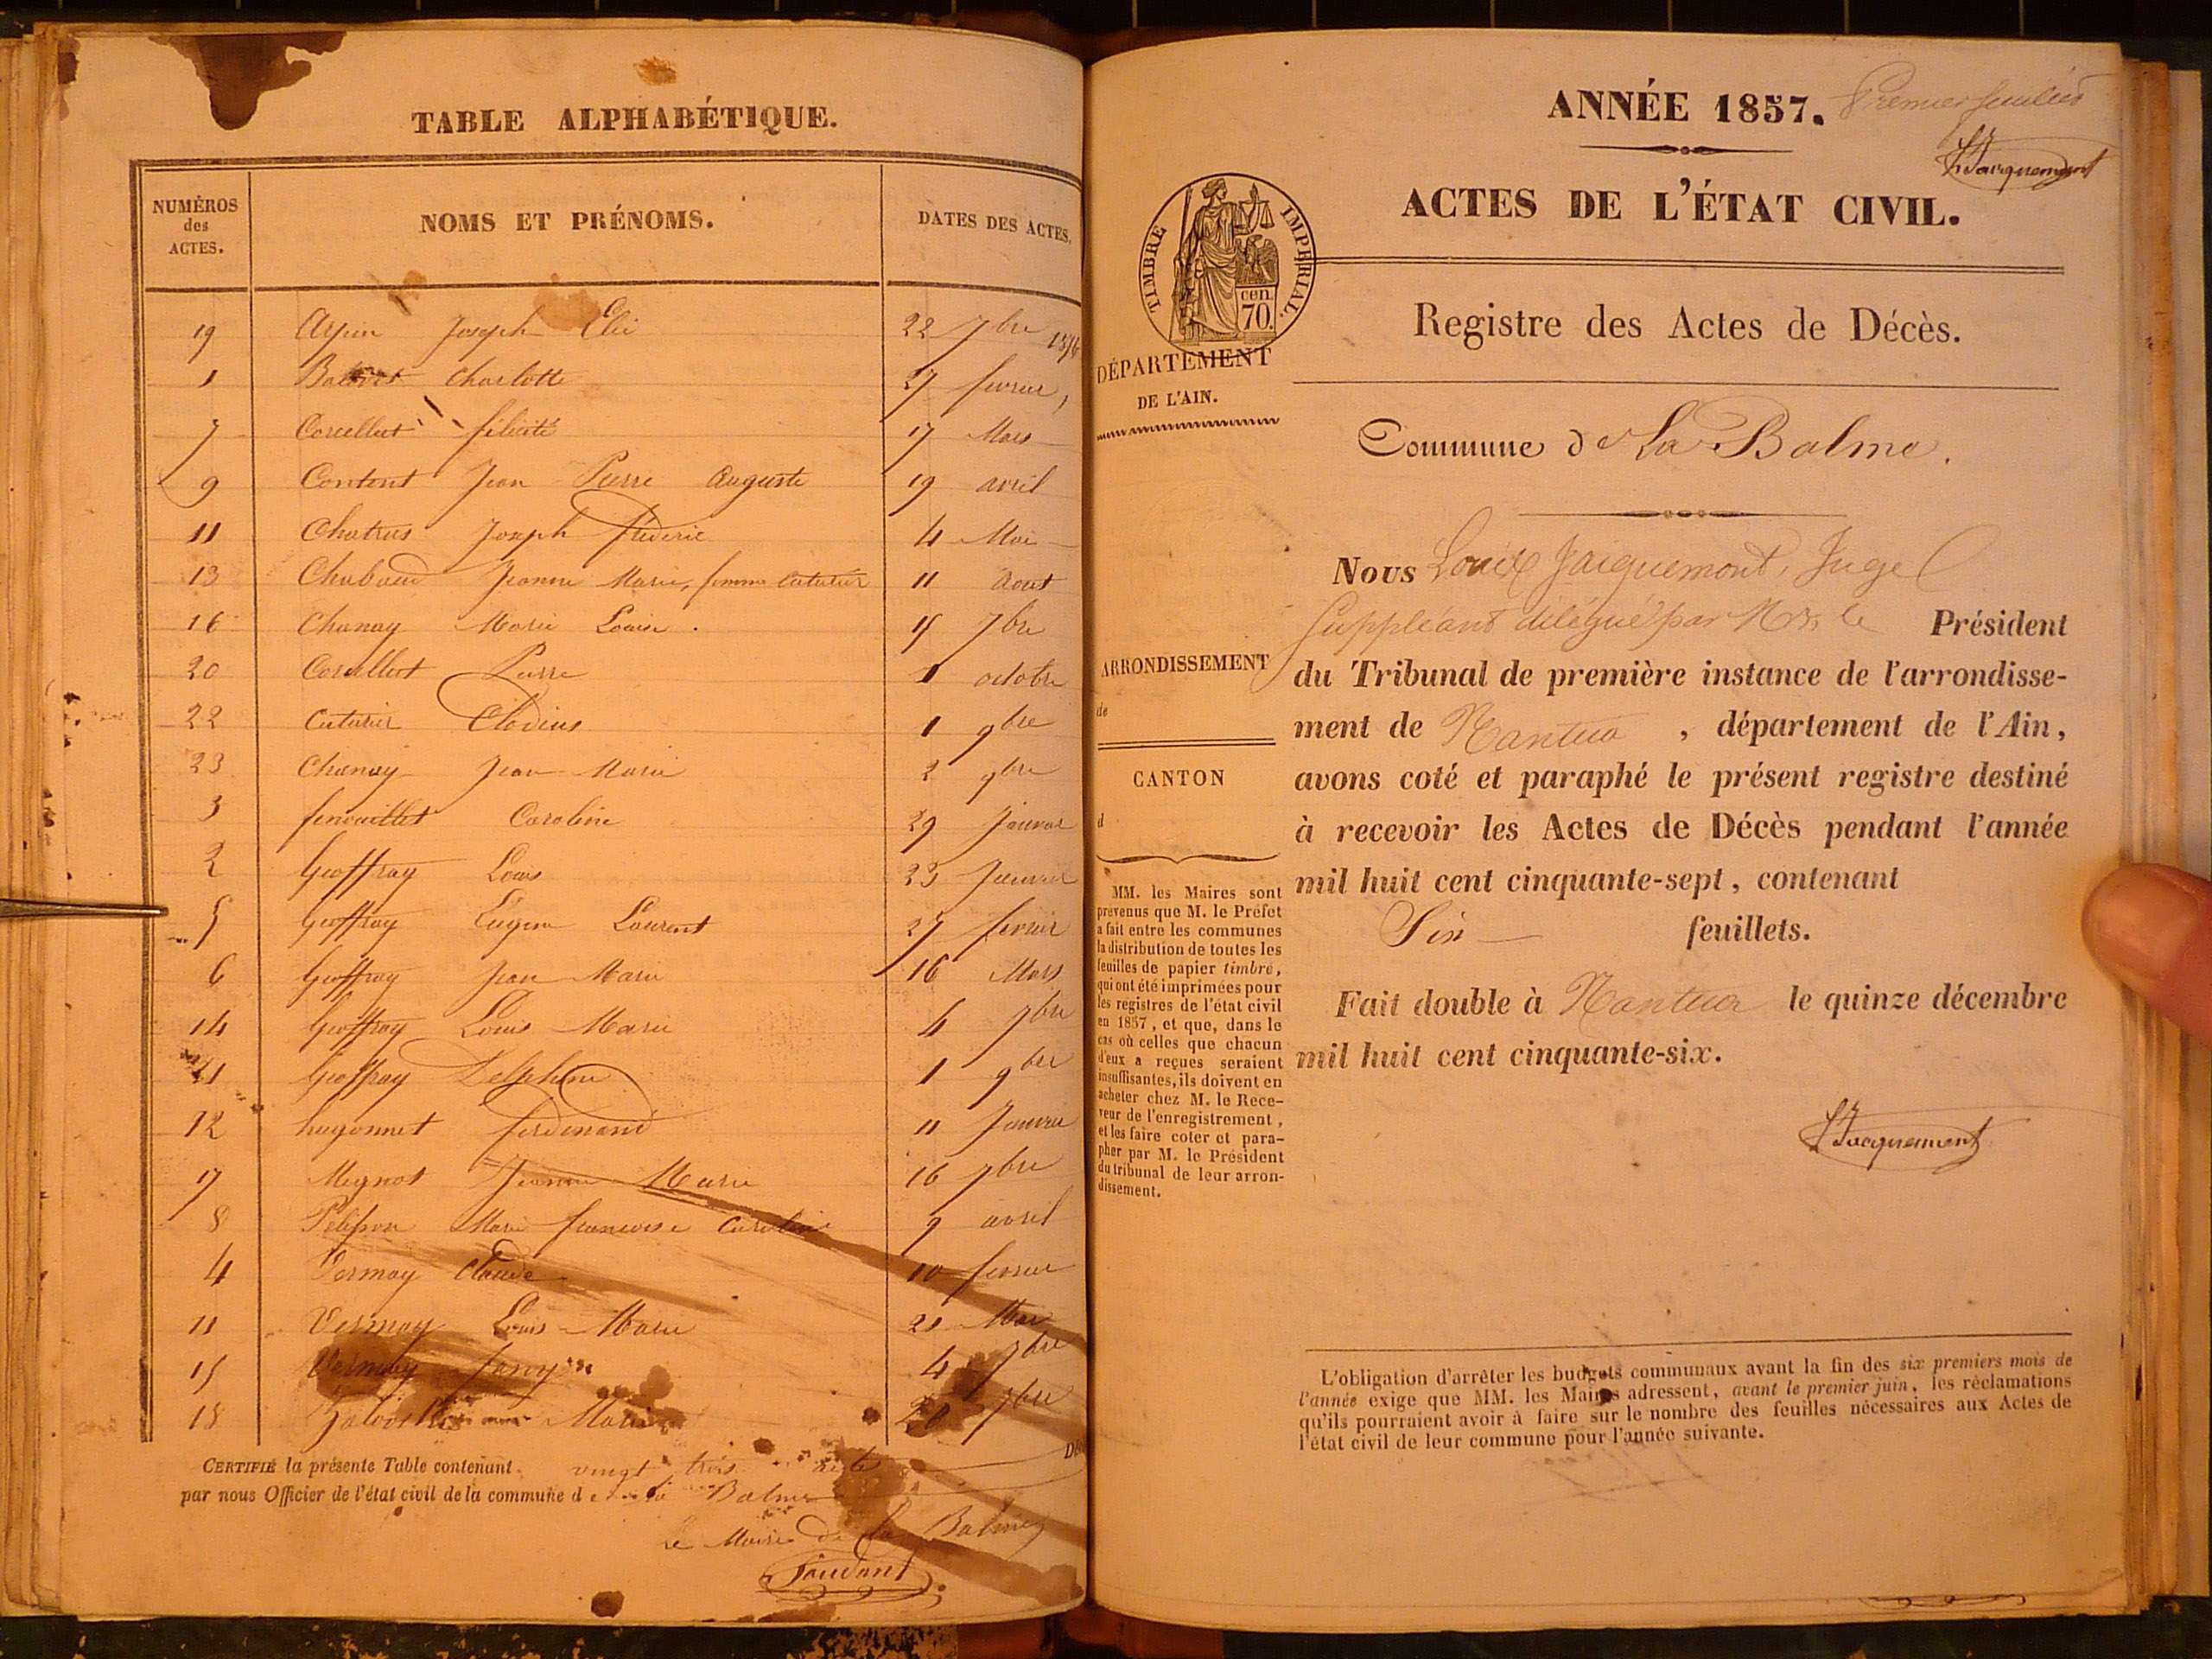 TABLE ALPHABÉTIQUE.
NUMÉROS des ACTES. NOMS ET PRÉNOMS. DATES DES ACTES.
19 Joseph Elie 22 7bre
1 Charlotte 27 fevrier
7 Corcellut félicité 17 Mars
9 Content Jean Pierre Auguste 19 avril
11 Chatrus Joseph fréderic 4 Mai
13 Chaboud Jeanne Marie, femme cuturier 11 aout
16 Chanay Marie Louise. 15 7bre
20 Corcellut Pierre 1 octobre
22 Cuturier Clodius 1 9bre
23 Chanay Jean Marie 2 9bre
3 fenouillet Caroline 29 Janvier
2 Geoffray Louis 23 Janvier
5 Geoffray Eugène Laurent 27 fevrier
6 Geoffray Jean Marie 16 Mars
14 Geoffray Louis Marie 4 7bre
21 Geoffray Delphine 1 9bre
12 hugonnet ferdinand 11 Janvier
17 Mugnot Jeanne Marie 16 7bre
8 Pelisson Marie francoise Caroline 9 avril
4 Vernay Claude 10 fevrier
11 Vernay Louis Marie 21 Mai
15 Vernay fany 4 7bre
18 Marie 20 7bre
CERTIFIÉ la présente Table contenant vingt trois acte
par nous Officier de l'état civil de la commune de la Balme
Le Maire de la Balme
ANNÉE 1857. Premier feuillet
LJacquemont
ACTES DE L'ÉTAT CIVIL.
TIMBRE IMPÉRIAL.
cen. 70.
Registre des Actes de Décès.
DÉPARTEMENT
DE L'AIN.
Commune de La Balme.
Nous Louis Jacquemont, Juge
Suppléant délégué par Mr. le Président
du Tribunal de première instance de l'arrondisse-
ment de Nantua, département de l'Ain,
avons coté et paraphé le présent registre destiné
à recevoir les Actes de Décès pendant l'année
mil huit cent cinquante-sept, contenant
Six feuillets.
Fait double à Nantua le quinze décembre
mil huit cent cinquante-six.
LJacquemont
ARRONDISSEMENT
de
CANTON
d
MM. les Maires sont
prévenus que M. le Préfet
a fait entre les communes
la distribution de toutes les
feuilles de papier timbré,
qui ont été imprimées pour
les registres de l'état civil
en 1857, et que, dans le
cas où celles que chacun
d'eux a reçues seraient
insuffisantes, ils doivent en
acheter chez M. le Rece-
veur de l'enregistrement,
et les faire coter et para-
pher par M. le Président
du tribunal de leur arron-
dissement.
L'obligation d'arrêter les budgets communaux avant la fin des six premiers mois de
l'année exige que MM. les Maires adressent, avant le premier juin, les réclamations
qu'ils pourraient avoir à faire sur le nombre des feuilles nécessaires aux Actes de
l'état civil de leur commune pour l'année suivante.